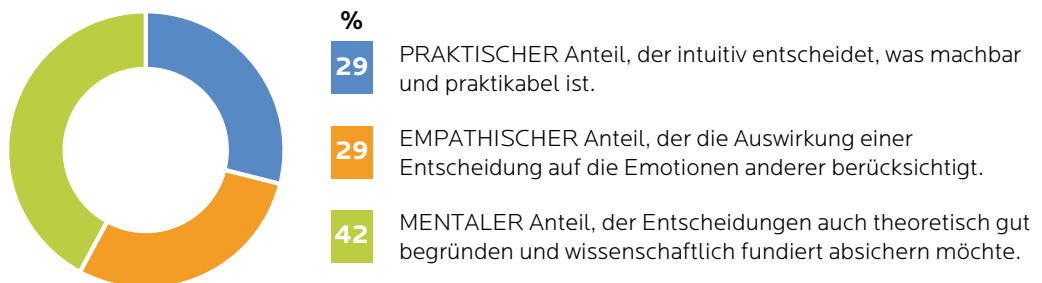 %
29 PRAKTISCHER Anteil, der intuitiv entscheidet, was machbar
und praktikabel ist.
29 EMPATHISCHER Anteil, der die Auswirkung einer
Entscheidung auf die Emotionen anderer berücksichtigt.
42 MENTALER Anteil, der Entscheidungen auch theoretisch gut
begründen und wissenschaftlich fundiert absichern möchte.